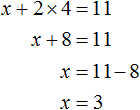 x + 2 × 4 = 11
x + 8 = 11
x = 11 − 8
x = 3